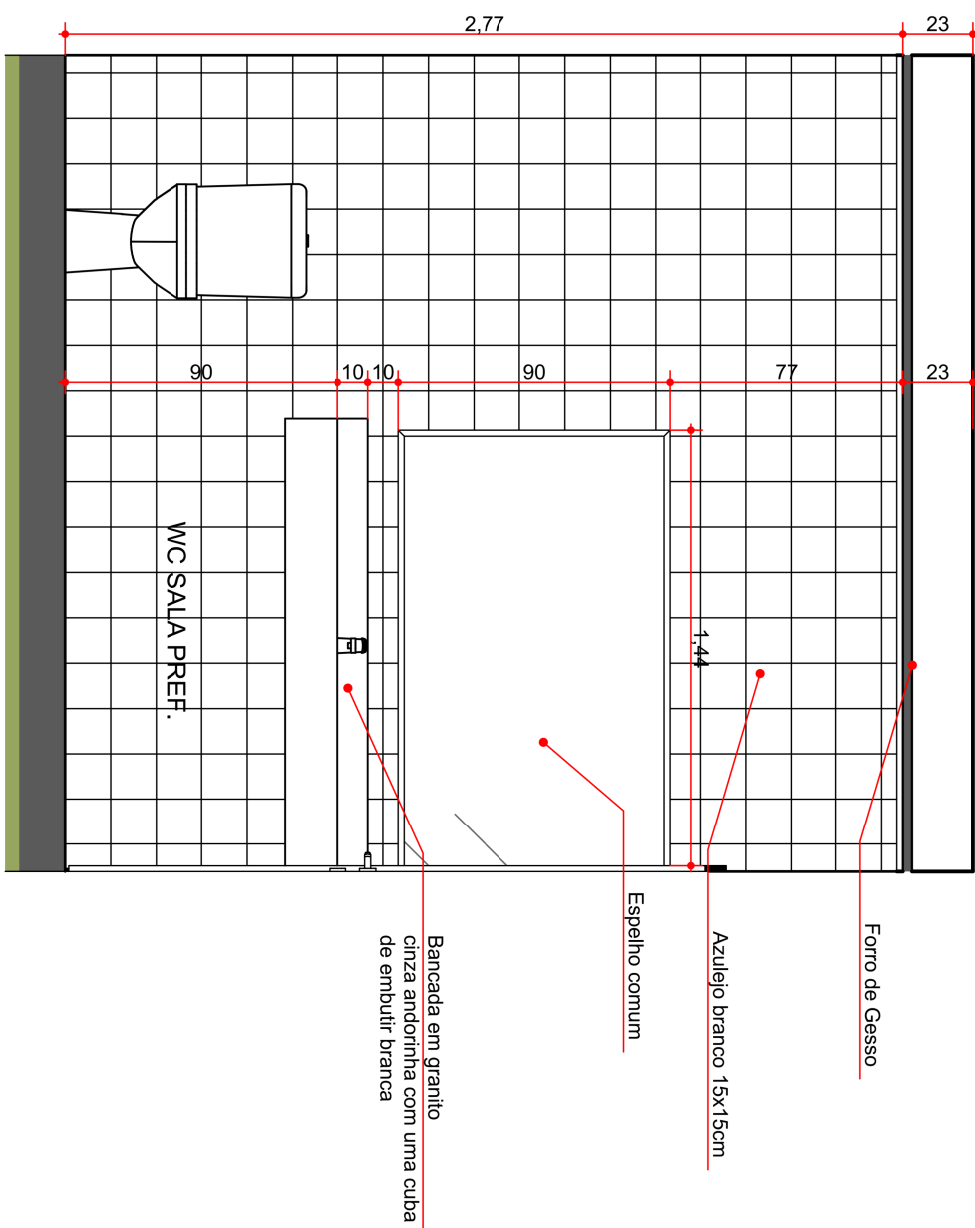 2,77
23
90
10
10
90
77
23
1,44
WC SALA PREF.
Forro de Gesso
Azulejo branco 15x15cm
Espelho comum
Bancada em granito
cinza andorinha com uma cuba
de embutir branca